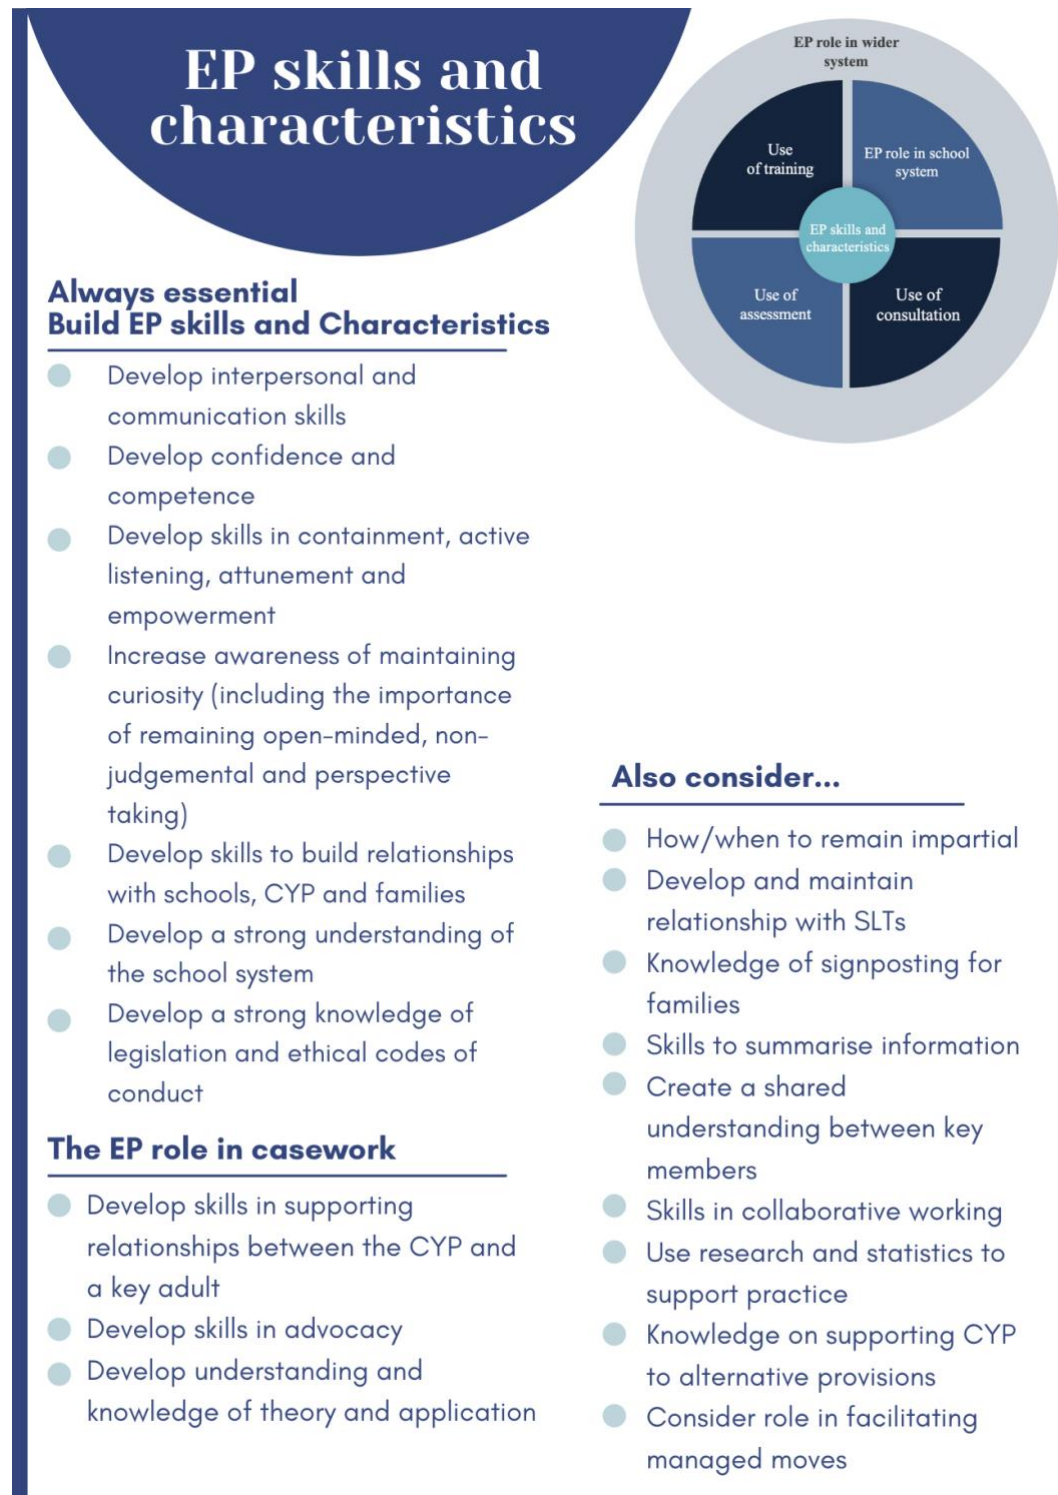 EP skills and
characteristics
EP role in wider
system
Use
of training
EP role in school
system
EP skills and
characteristics
Use of
assessment
Use of
consultation
Always essential
Build EP skills and Characteristics
Develop interpersonal and
communication skills
Develop confidence and
competence
Develop skills in containment, active
listening, attunement and
empowerment
Increase awareness of maintaining
curiosity (including the importance
of remaining open-minded, non-
judgemental and perspective
taking)
Develop skills to build relationships
with schools, CYP and families
Develop a strong understanding of
the school system
Develop a strong knowledge of
legislation and ethical codes of
conduct
The EP role in casework
Develop skills in supporting
relationships between the CYP and
a key adult
Develop skills in advocacy
Develop understanding and
knowledge of theory and application
Also consider...
How/when to remain impartial
Develop and maintain
relationship with SLTs
Knowledge of signposting for
families
Skills to summarise information
Create a shared
understanding between key
members
Skills in collaborative working
Use research and statistics to
support practice
Knowledge on supporting CYP
to alternative provisions
Consider role in facilitating
managed moves